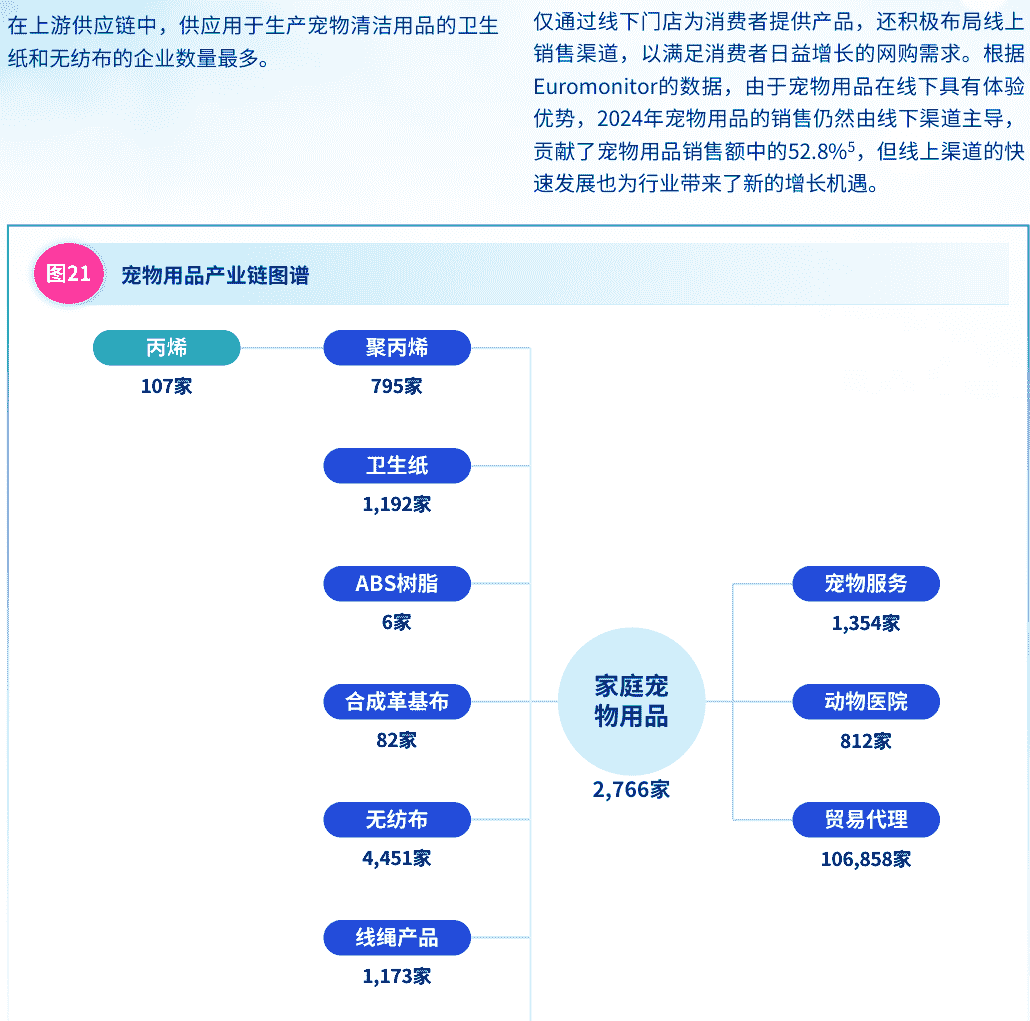 在上游供应链中，供应用于生产宠物清洁用品的卫生
纸和无纺布的企业数量最多。
仅通过线下门店为消费者提供产品，还积极布局线上
销售渠道，以满足消费者日益增长的网购需求。根据
Euromonitor的数据，由于宠物用品在线下具有体验
优势，2024年宠物用品的销售仍然由线下渠道主导，
贡献了宠物用品销售额中的52.8%⁵，但线上渠道的快
速发展也为行业带来了新的增长机遇。
图21
宠物用品产业链图谱
丙烯
107家
聚丙烯
795家
卫生纸
1,192家
ABS树脂
6家
合成革基布
82家
无纺布
4,451家
线绳产品
1,173家
家庭宠
物用品
2,766家
宠物服务
1,354家
动物医院
812家
贸易代理
106,858家